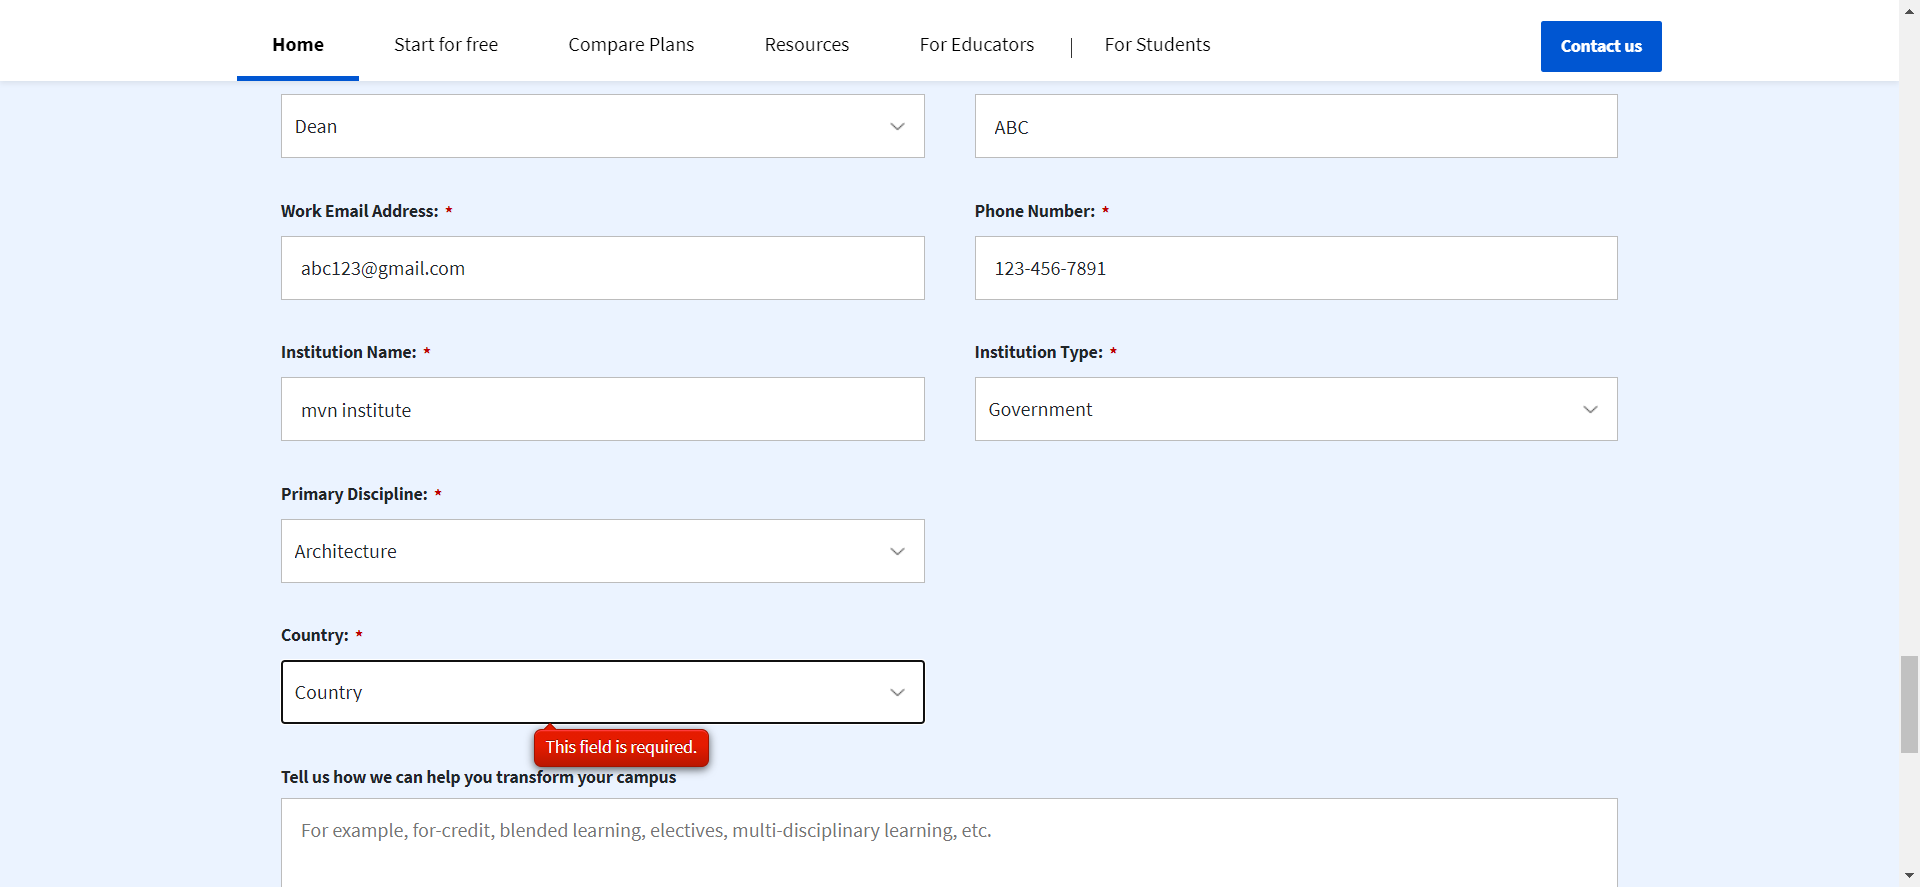 Home
Start for free
Compare Plans
Resources
For Educators
|
For Students
Contact us
Dean
ABC
Work Email Address: *
Phone Number: *
abc123@gmail.com
123-456-7891
Institution Name: *
Institution Type: *
mvn institute
Government
Primary Discipline: *
Architecture
Country: *
Country
This field is required.
Tell us how we can help you transform your campus
For example, for-credit, blended learning, electives, multi-disciplinary learning, etc.